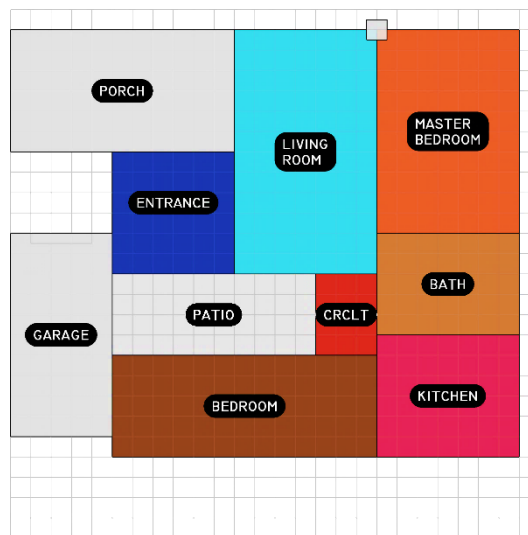 PORCH
LIVING
ROOM
MASTER
BEDROOM
ENTRANCE
BATH
PATIO
CRCLT
GARAGE
KITCHEN
BEDROOM